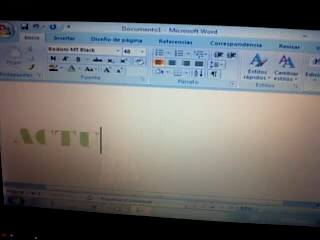 Documento1 - Microsoft Word
Inicio Insertar Diseño de página Referencias Correspondencia Revisar
Bodoni MT Black 48
Portapapeles Fuente Párrafo Estilos rápidos Cambiar estilos Estilos
ACTU